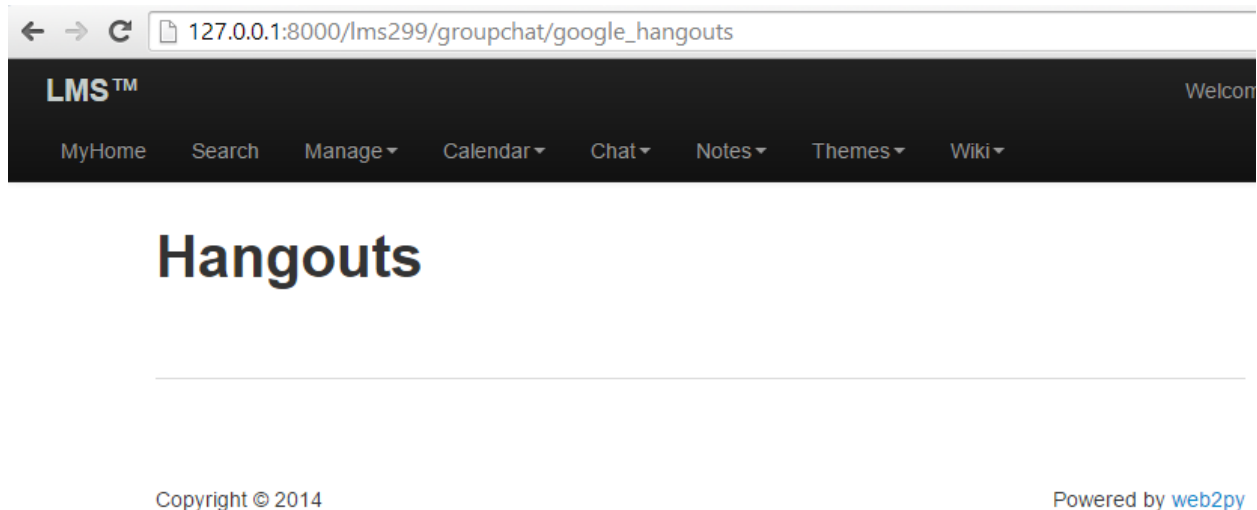 127.0.0.1:8000/lms299/groupchat/google_hangouts
LMS™ Welcom
MyHome Search Manage Calendar Chat Notes Themes Wiki
Hangouts
Copyright © 2014 Powered by web2py